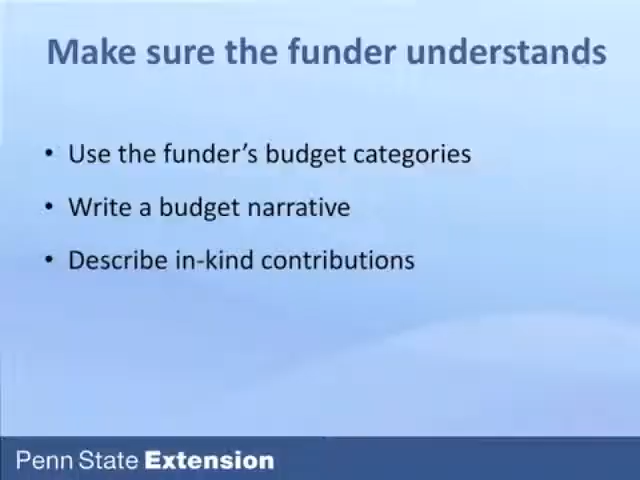 Make sure the funder understands
• Use the funder’s budget categories
• Write a budget narrative
• Describe in-kind contributions
Penn State Extension